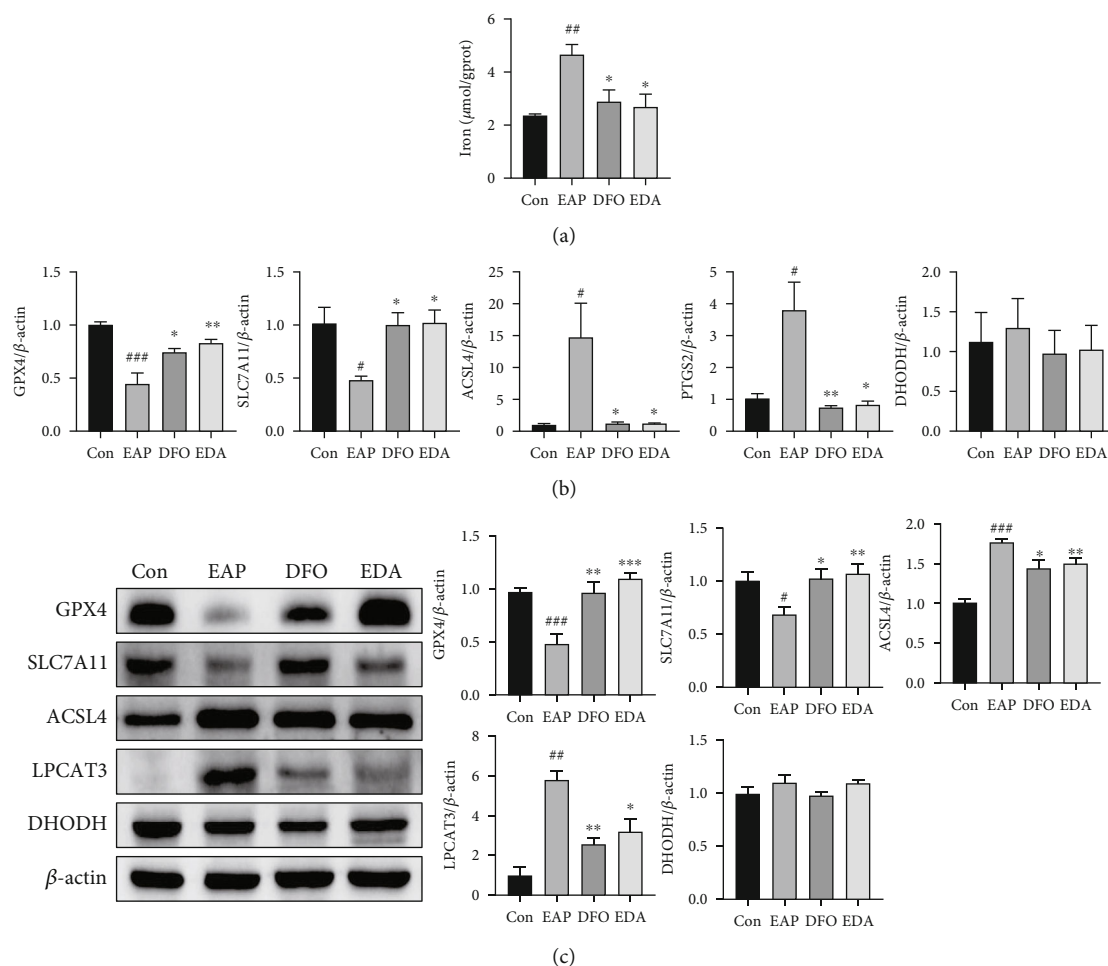 6
##
4
*
*
2
0
Iron (μmol/gprot)
Con EAP DFO EDA
(a)
1.5
1.0
0.5
0.0
GPX4/β-actin
###
*
**
Con EAP DFO EDA
1.5
1.0
0.5
0.0
SLC7A11/β-actin
#
*
*
Con EAP DFO EDA
25
20
15
10
5
0
ACSL4/β-actin
#
*
*
Con EAP DFO EDA
5
4
3
2
1
0
PTGS2/β-actin
#
**
*
Con EAP DFO EDA
2.0
1.5
1.0
0.5
0.0
DHODH/β-actin
Con EAP DFO EDA
(b)
Con EAP DFO EDA
GPX4
SLC7A11
ACSL4
LPCAT3
DHODH
β-actin
1.5
1.0
0.5
0.0
GPX4/β-actin
###
**
***
Con EAP DFO EDA
1.5
1.0
0.5
0.0
SLC7A11/β-actin
#
*
**
Con EAP DFO EDA
2.0
1.5
1.0
0.5
0.0
ACSL4/β-actin
###
*
**
Con EAP DFO EDA
8
6
4
2
0
LPCAT3/β-actin
##
**
*
Con EAP DFO EDA
1.5
1.0
0.5
0.0
DHODH/β-actin
Con EAP DFO EDA
(c)